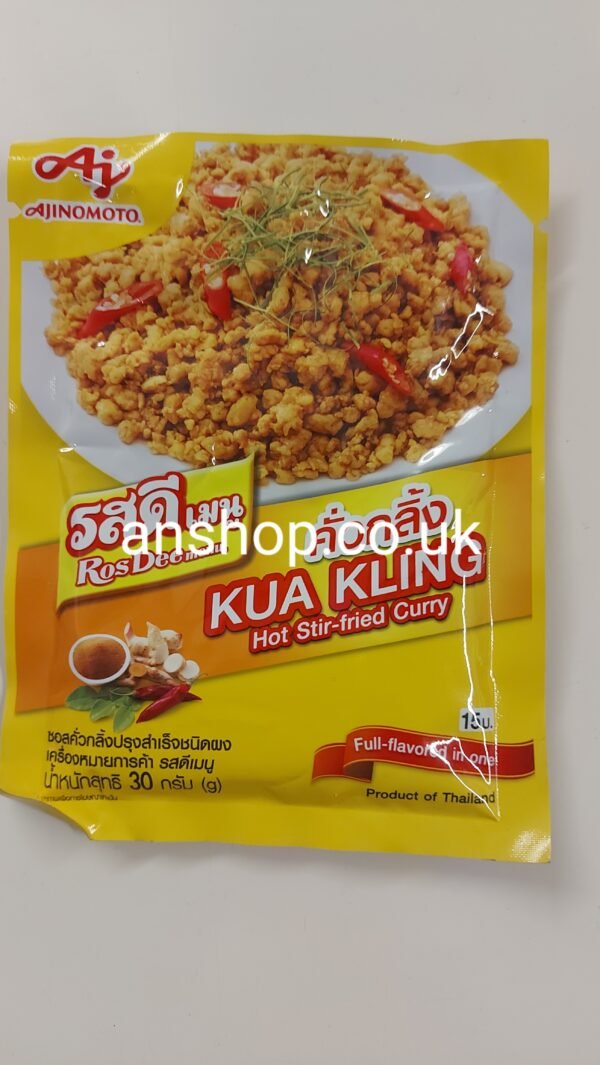 Aj
AJINOMOTO®
รสดี เมนู
RosDee menu
anshop.co.uk
คั่วกลิ้ง
KUA KLING
Hot Stir-fried Curry
15บ.
ซอสคั่วกลิ้งปรุงสำเร็จชนิดผง
เครื่องหมายการค้า รสดีเมนู
น้ำหนักสุทธิ 30 กรัม (g)
Full-flavored in one
Product of Thailand